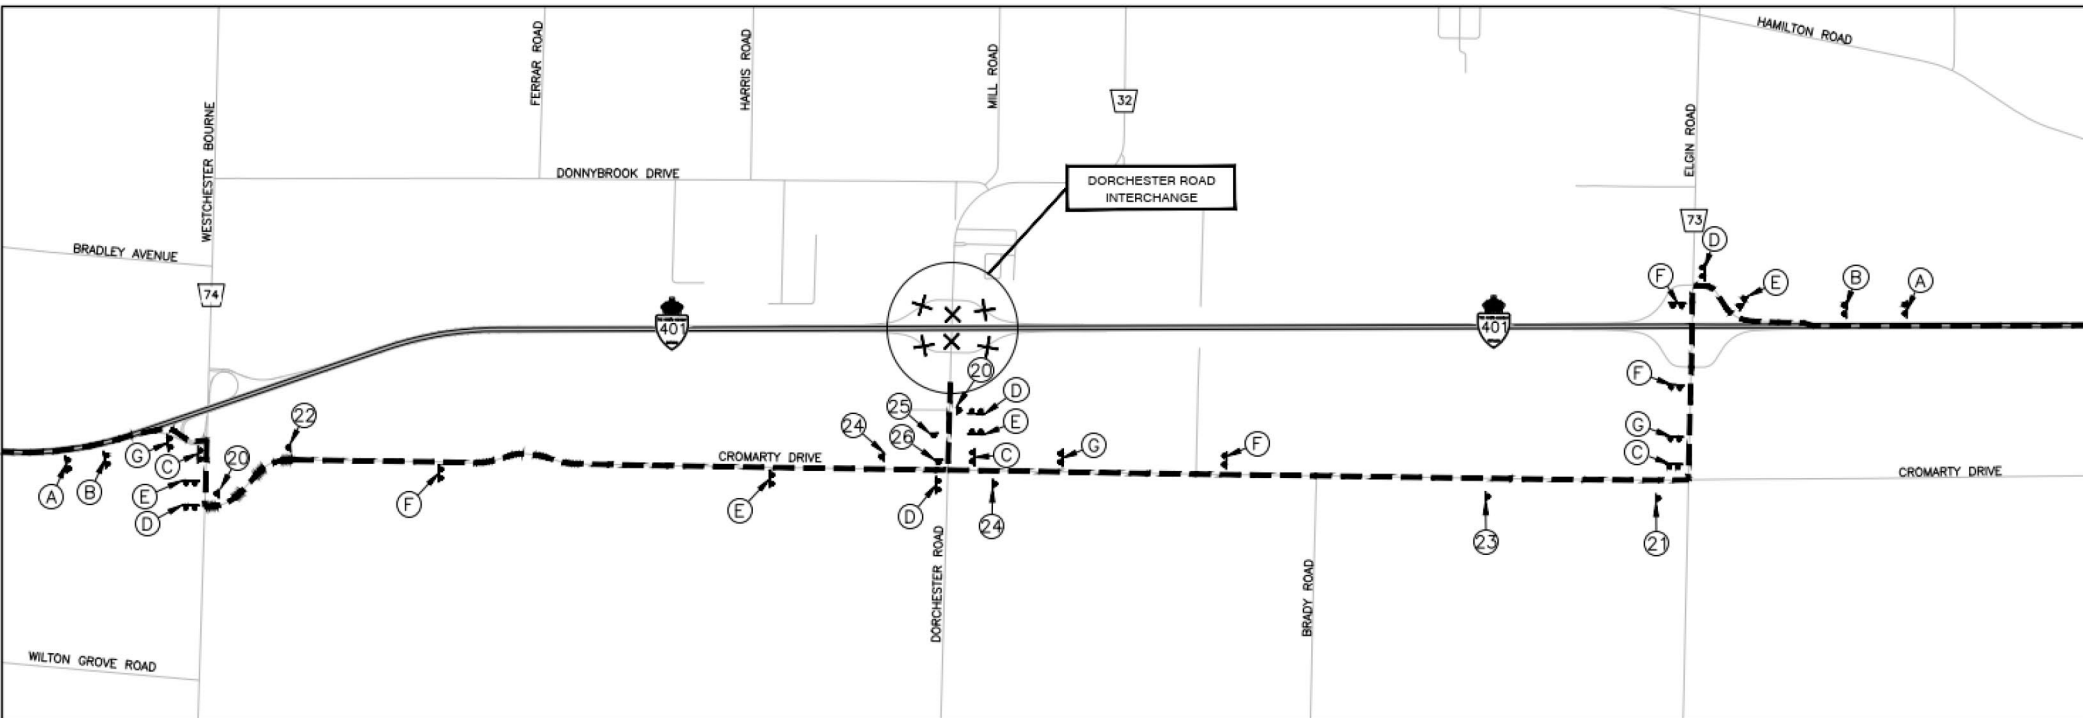 HAMILTON ROAD
FERRAR ROAD
HARRIS ROAD
MILL ROAD
32
WESTCHESTER BOURNE
ELGIN ROAD
DONNYBROOK DRIVE
DORCHESTER ROAD
INTERCHANGE
73
D
BRADLEY AVENUE
74
F
E
B
A
401
401
20
F
D
25
E
22
24
26
G
F
G
C
G
C
20
CROMARTY DRIVE
C
CROMARTY DRIVE
A
B
E
F
E
D
24
D
23
21
DORCHESTER ROAD
BRADY ROAD
WILTON GROVE ROAD